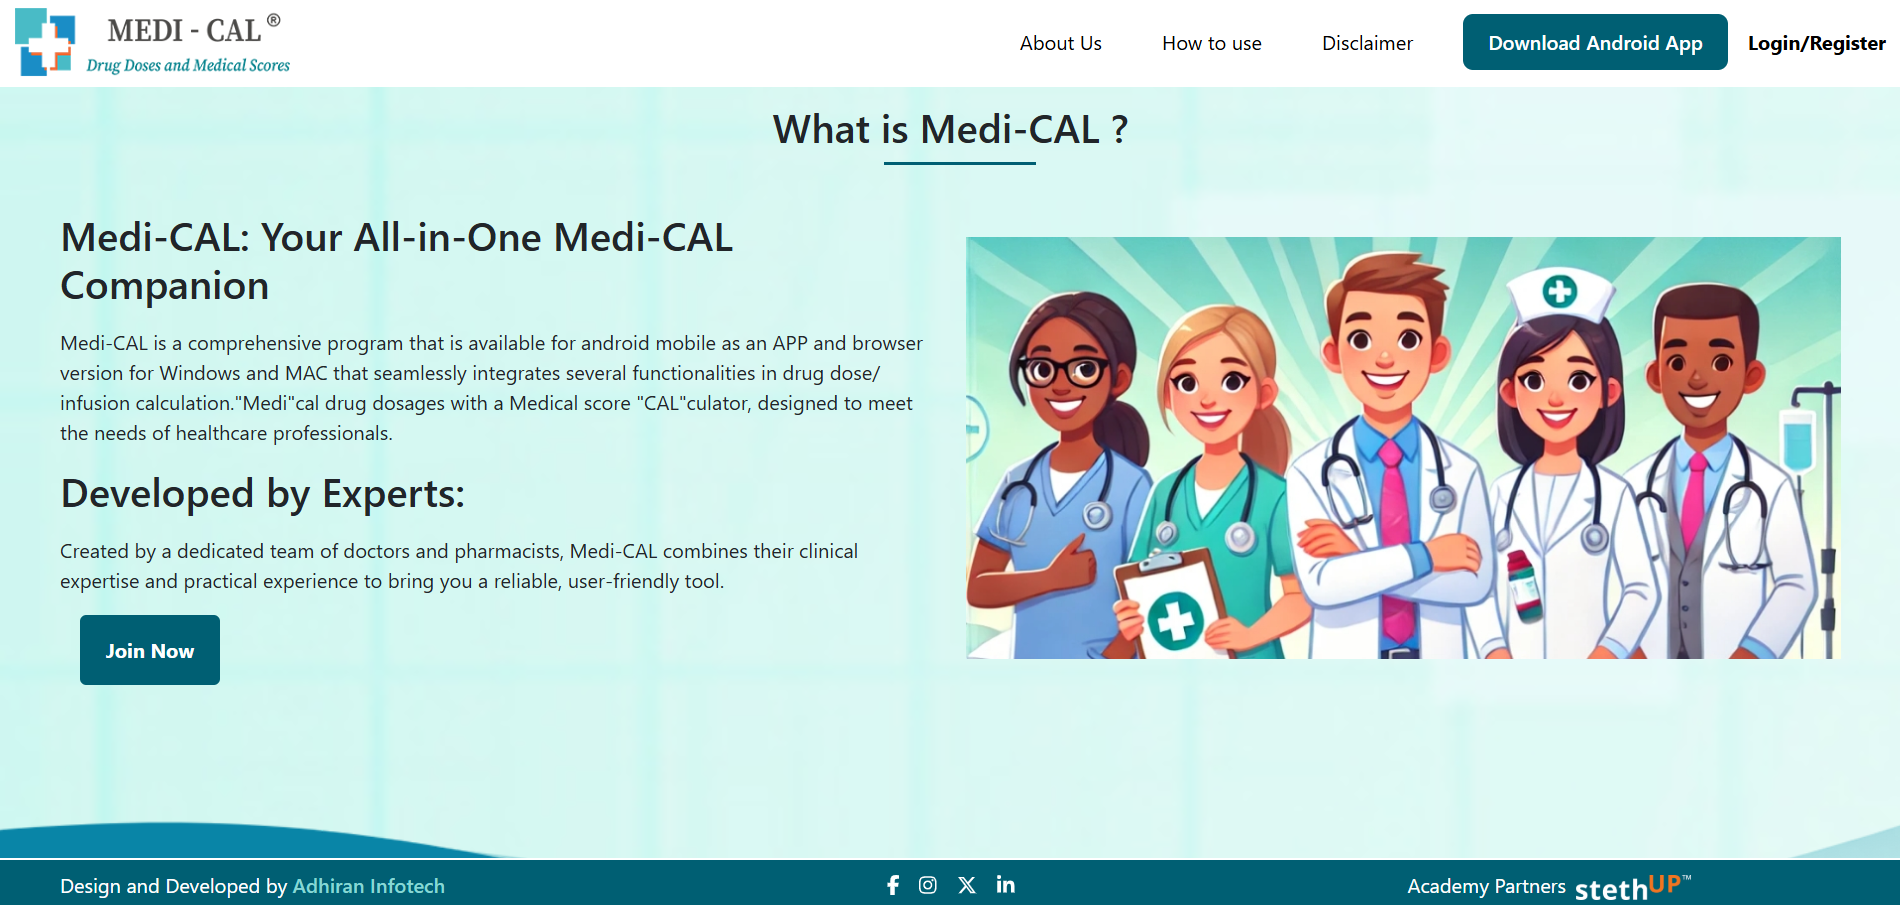 MEDI - CAL ®
Drug Doses and Medical Scores
About Us
How to use
Disclaimer
Download Android App
Login/Register
What is Medi-CAL ?
Medi-CAL: Your All-in-One Medi-CAL
Companion
Medi-CAL is a comprehensive program that is available for android mobile as an APP and browser
version for Windows and MAC that seamlessly integrates several functionalities in drug dose/
infusion calculation."Medi"cal drug dosages with a Medical score "CAL"culator, designed to meet
the needs of healthcare professionals.
Developed by Experts:
Created by a dedicated team of doctors and pharmacists, Medi-CAL combines their clinical
expertise and practical experience to bring you a reliable, user-friendly tool.
Join Now
Design and Developed by Adhiran Infotech
Academy Partners stethUP™